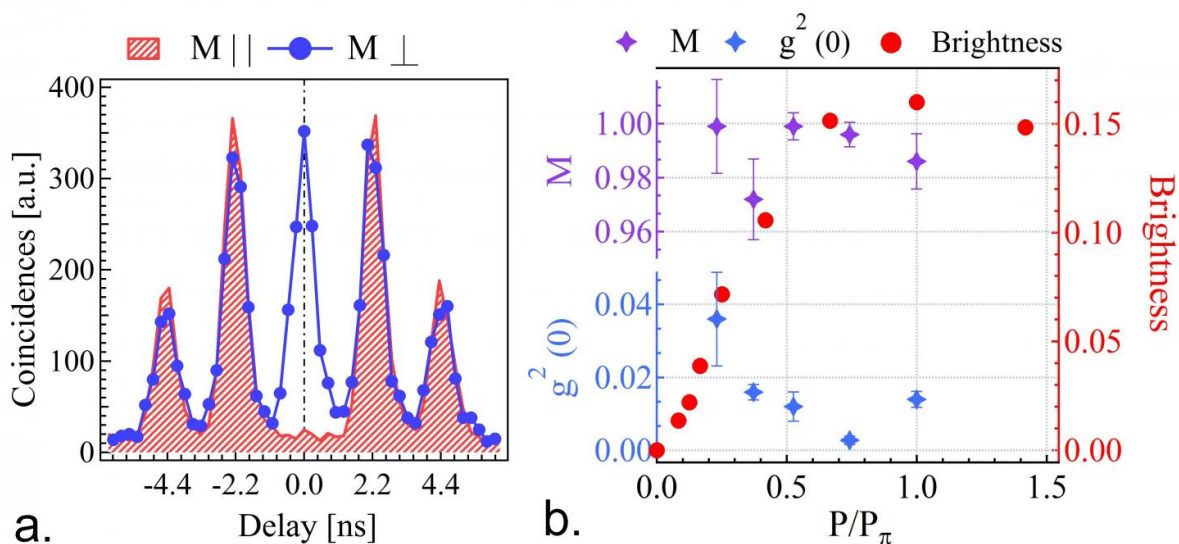 M || M ⊥
400
300
200
100
0
Coincidences [a.u.]
-4.4 -2.2 0.0 2.2 4.4
Delay [ns]
a.
M g² (0) Brightness
1.00
0.98
0.96
M
0.04
0.02
0.00
g² (0)
0.15
0.10
0.05
0.00
Brightness
0.0 0.5 1.0 1.5
P/Pπ
b.